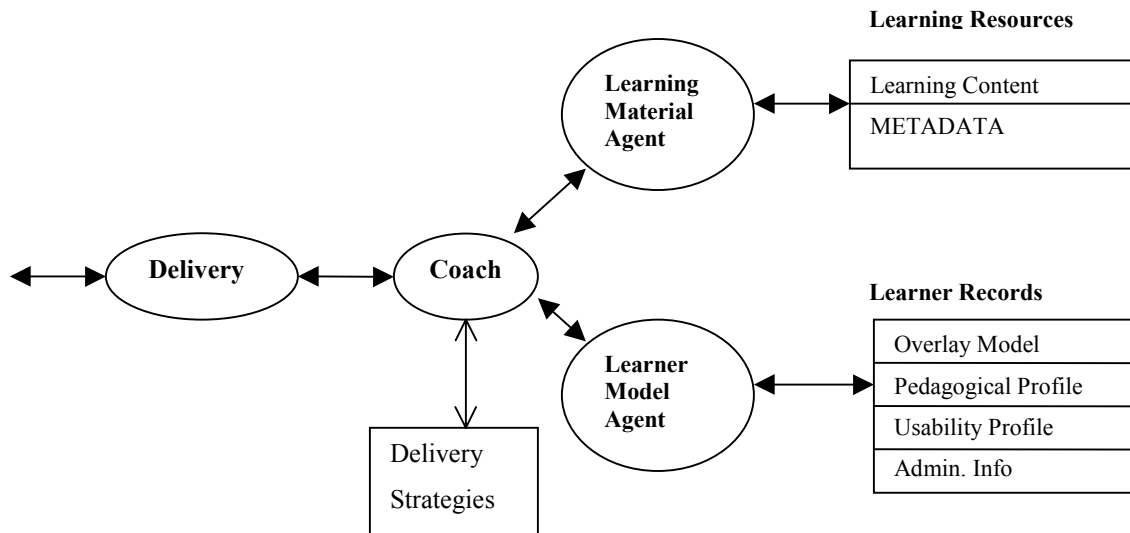 Learning Resources
Learning
Material
Agent
Learning Content
METADATA
Delivery
Coach
Learner Records
Learner
Model
Agent
Overlay Model
Pedagogical Profile
Usability Profile
Admin. Info
Delivery
Strategies